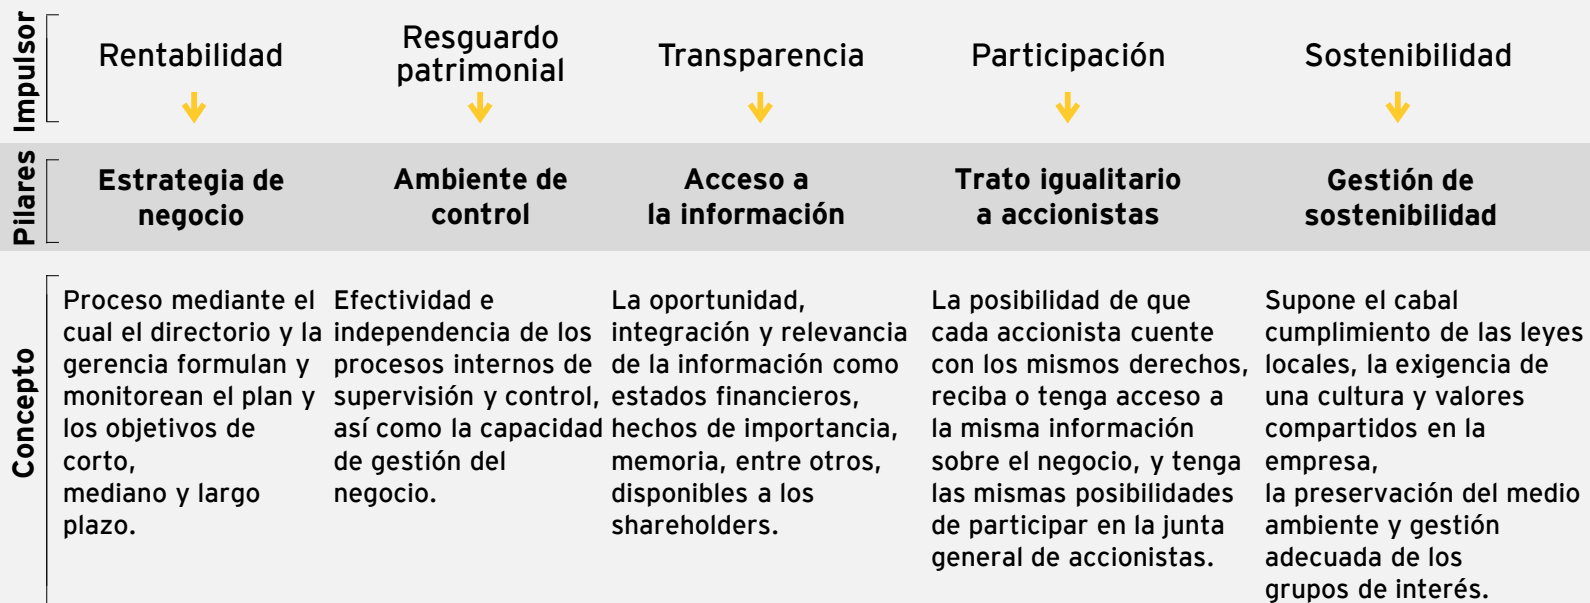 Impulsor
Rentabilidad
Resguardo
patrimonial
Transparencia
Participación
Sostenibilidad
Pilares
Estrategia de
negocio
Ambiente de
control
Acceso a
la información
Trato igualitario
a accionistas
Gestión de
sostenibilidad
Concepto
Proceso mediante el
cual el directorio y la
gerencia formulan y
monitorean el plan y
los objetivos de
corto,
mediano y largo
plazo.
Efectividad e
independencia de los
procesos internos de
supervisión y control,
así como la capacidad
de gestión del
negocio.
La oportunidad,
integración y relevancia
de la información como
estados financieros,
hechos de importancia,
memoria, entre otros,
disponibles a los
shareholders.
La posibilidad de que
cada accionista cuente
con los mismos derechos,
reciba o tenga acceso a
la misma información
sobre el negocio, y tenga
las mismas posibilidades
de participar en la junta
general de accionistas.
Supone el cabal
cumplimiento de las leyes
locales, la exigencia de
una cultura y valores
compartidos en la
empresa,
la preservación del medio
ambiente y gestión
adecuada de los
grupos de interés.